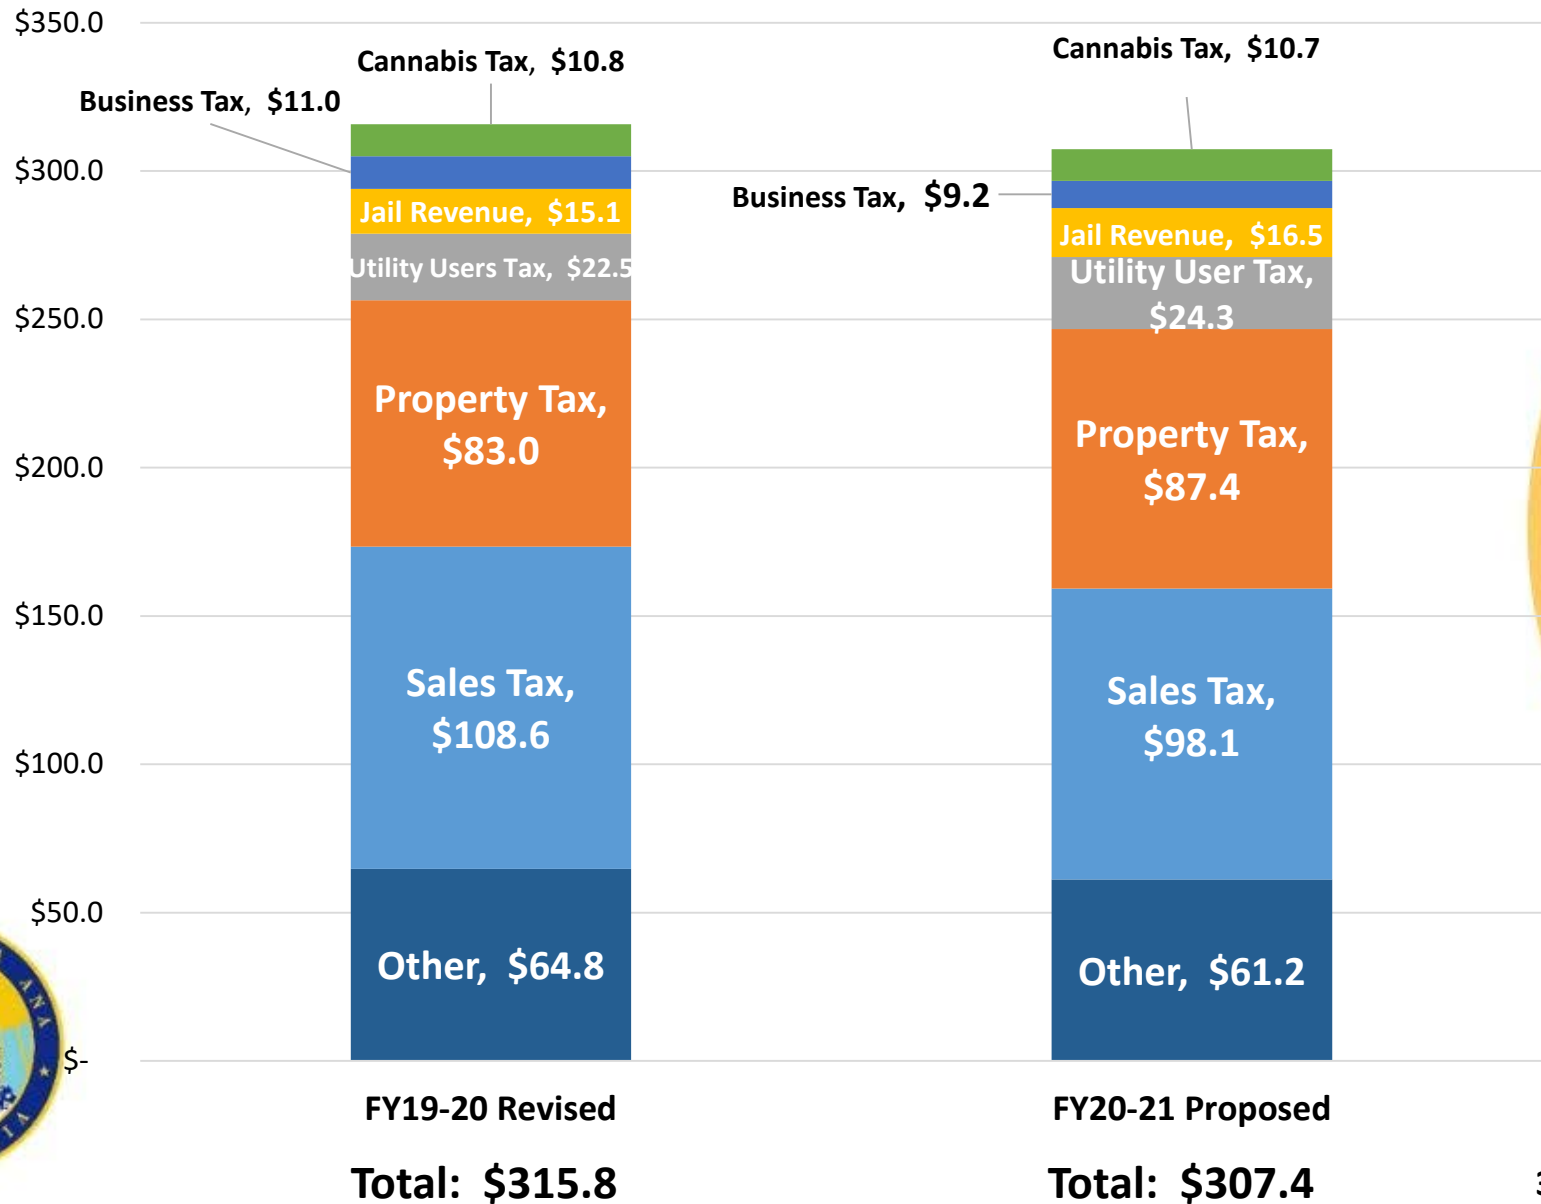 $350.0
$300.0
$250.0
$200.0
$150.0
$100.0
$50.0
$-
Cannabis Tax, $10.8
Business Tax, $11.0
Jail Revenue, $15.1
Utility Users Tax, $22.5
Property Tax,
$83.0
Sales Tax,
$108.6
Other, $64.8
FY19-20 Revised
Total: $315.8
Cannabis Tax, $10.7
Business Tax, $9.2
Jail Revenue, $16.5
Utility User Tax,
$24.3
Property Tax,
$87.4
Sales Tax,
$98.1
Other, $61.2
FY20-21 Proposed
Total: $307.4
ANA